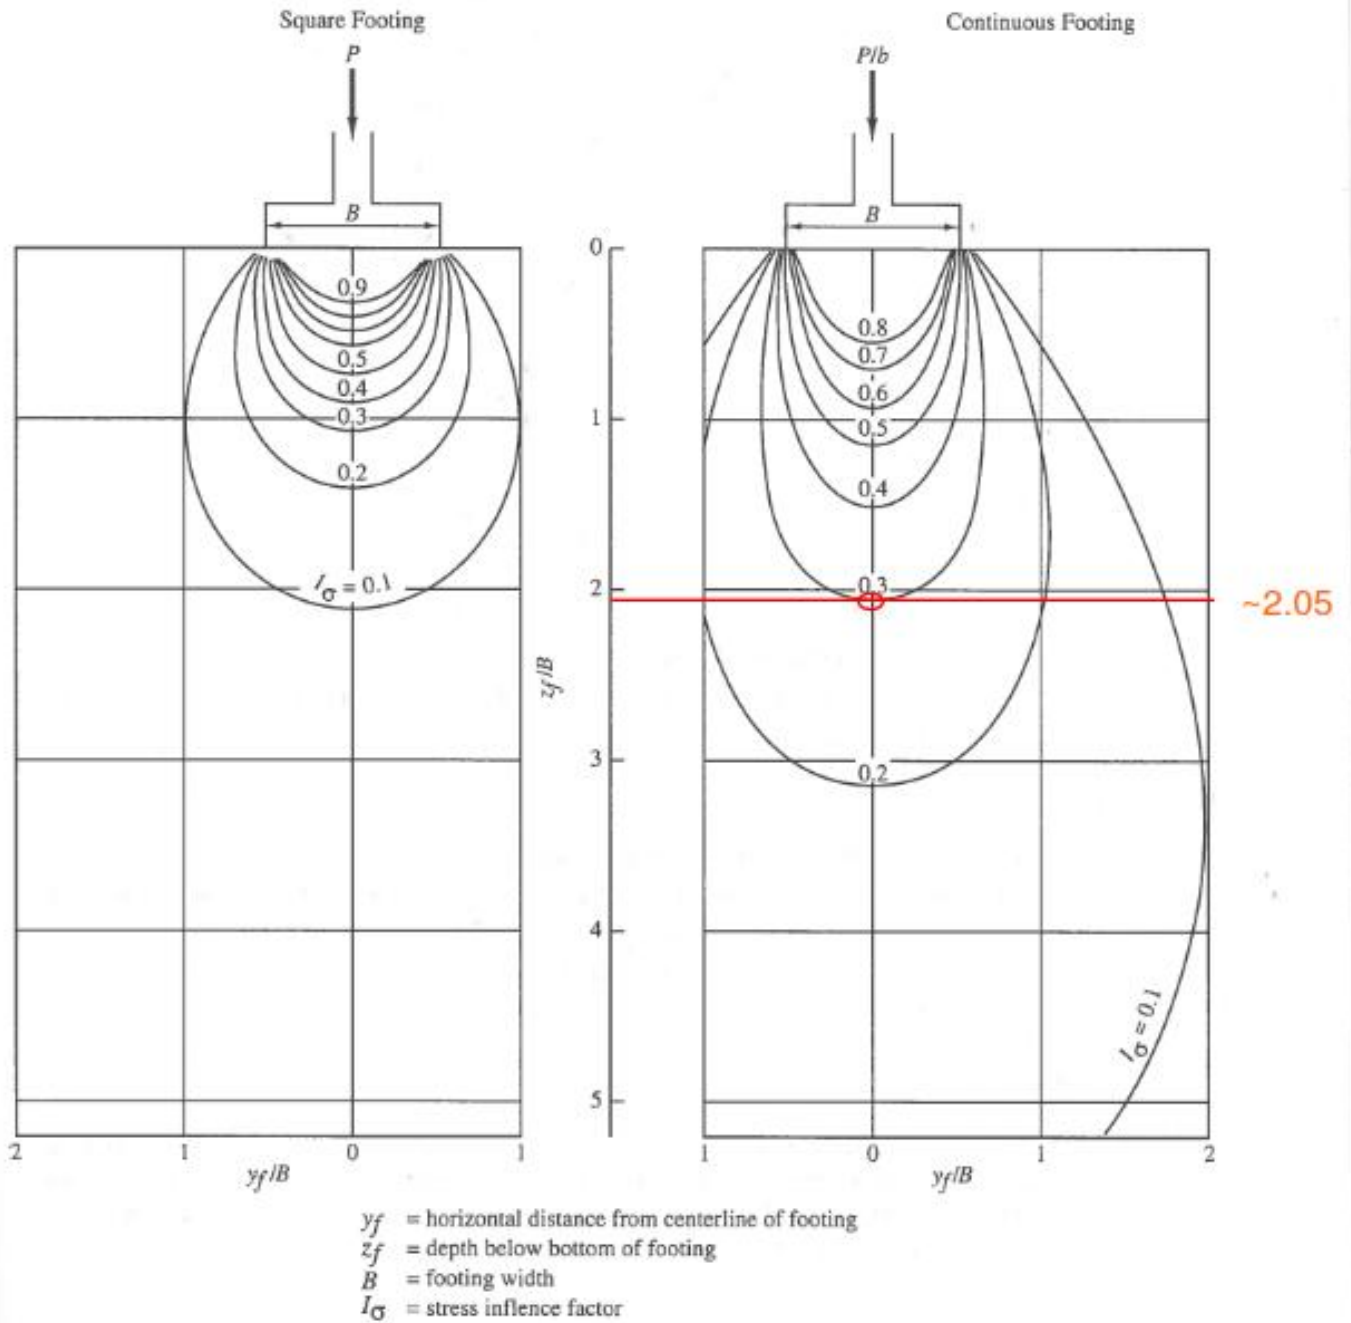 Square Footing
Continuous Footing
P
P/b
B
B
0
0.9
0.8
0.7
0.5
0.6
0.4
0.3
1
0.5
0.2
0.4
Iσ = 0.1
2
0.3
~2.05
zf/B
3
0.2
4
Iσ = 0.1
5
2
1
0
1
1
0
1
2
yf/B
yf/B
yf = horizontal distance from centerline of footing
zf = depth below bottom of footing
B = footing width
Iσ = stress inflence factor